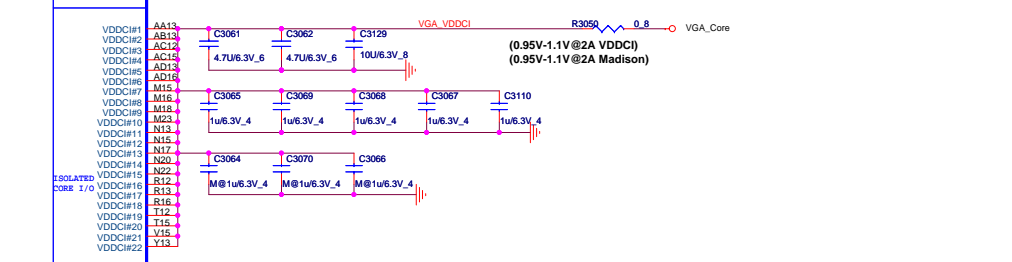 VDDCI#1 AA13 VGA_VDDCI R3050 0_8 VGA_Core
VDDCI#2 AB13 C3061 C3062 C3129
VDDCI#3 AC12 (0.95V-1.1V@2A VDDCI)
VDDCI#4 AC15 4.7U/6.3V_6 4.7U/6.3V_6 10U/6.3V_8 (0.95V-1.1V@2A Madison)
VDDCI#5 AD13
VDDCI#6 AD16
VDDCI#7 M15
VDDCI#8 M16 C3065 C3069 C3068 C3067 C3110
VDDCI#9 M18
VDDCI#10 M23 1u/6.3V_4 1u/6.3V_4 1u/6.3V_4 1u/6.3V_4 1u/6.3V_4
VDDCI#11 N13
VDDCI#12 N15
VDDCI#13 N17
VDDCI#14 N20 C3064 C3070 C3066
VDDCI#15 N22
ISOLATED VDDCI#16 R12 M@1u/6.3V_4 M@1u/6.3V_4 M@1u/6.3V_4
CORE I/O VDDCI#17 R13
VDDCI#18 R16
VDDCI#19 T12
VDDCI#20 T15
VDDCI#21 V15
VDDCI#22 Y13